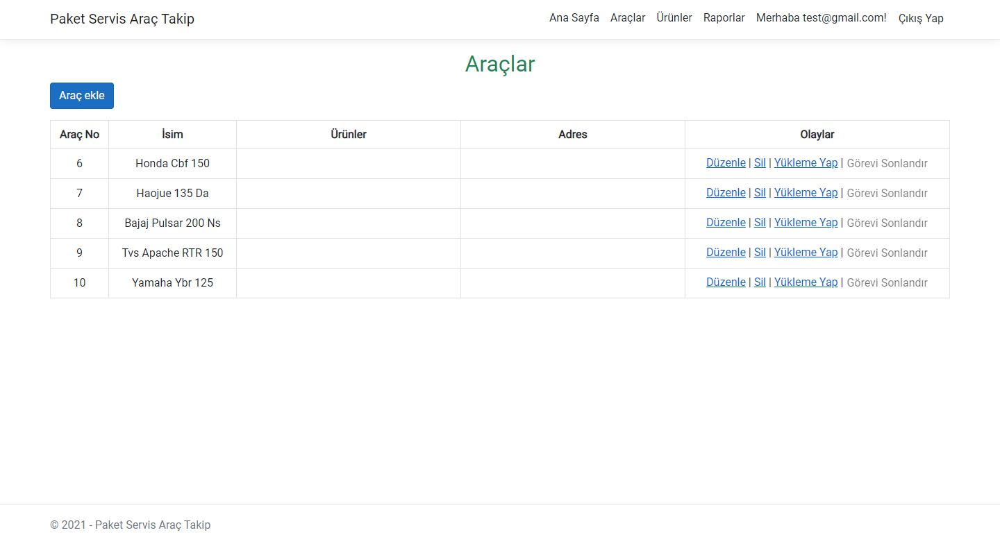 Paket Servis Araç Takip Ana Sayfa Araçlar Ürünler Raporlar Merhaba test@gmail.com! Çıkış Yap
Araçlar
Araç ekle
Araç No İsim Ürünler Adres Olaylar
6 Honda Cbf 150 Düzenle | Sil | Yükleme Yap | Görevi Sonlandır
7 Haojue 135 Da Düzenle | Sil | Yükleme Yap | Görevi Sonlandır
8 Bajaj Pulsar 200 Ns Düzenle | Sil | Yükleme Yap | Görevi Sonlandır
9 Tvs Apache RTR 150 Düzenle | Sil | Yükleme Yap | Görevi Sonlandır
10 Yamaha Ybr 125 Düzenle | Sil | Yükleme Yap | Görevi Sonlandır
© 2021 - Paket Servis Araç Takip